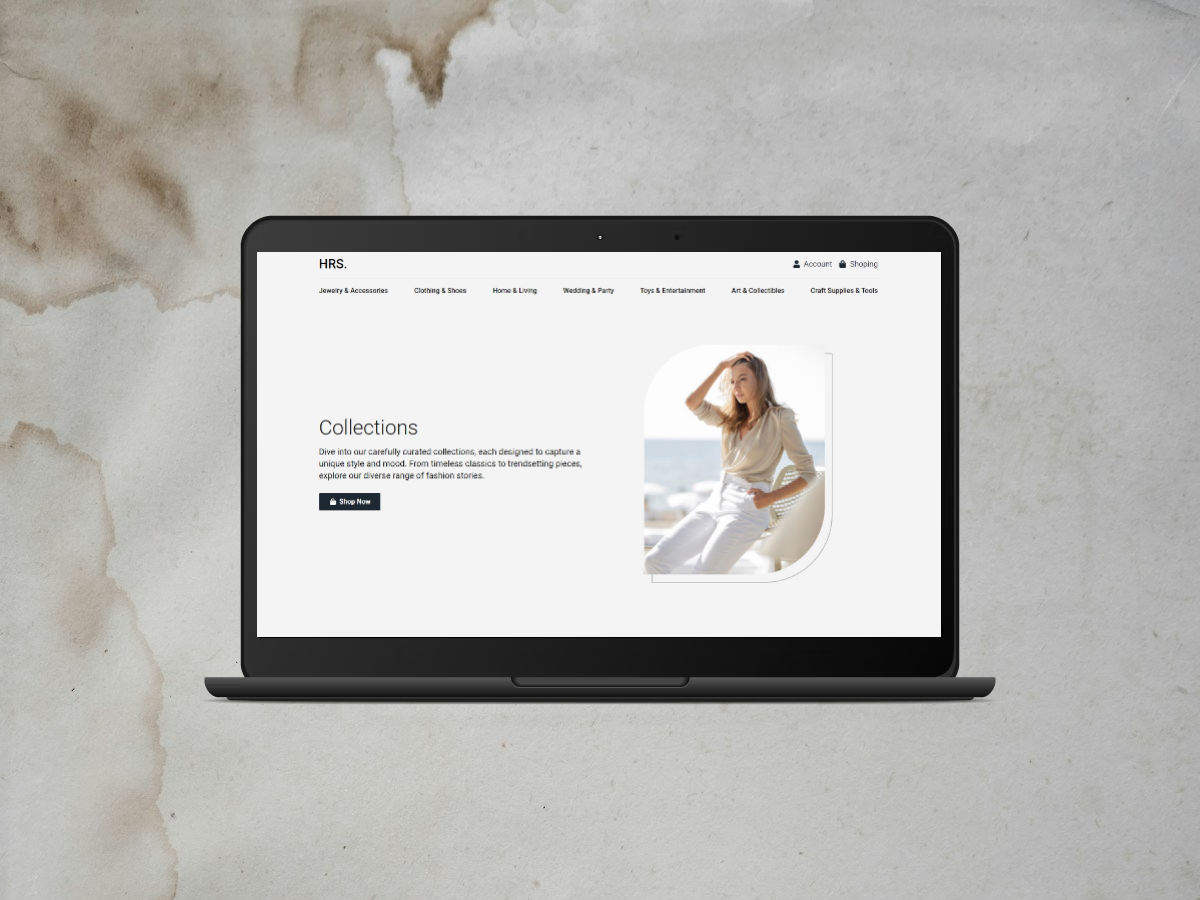 HRS.
Account Shoping
Jewelry & Accessories Clothing & Shoes Home & Living Wedding & Party Toys & Entertainment Art & Collectibles Craft Supplies & Tools
Collections
Dive into our carefully curated collections, each designed to capture a
unique style and mood. From timeless classics to trendsetting pieces,
explore our diverse range of fashion stories.
Shop Now